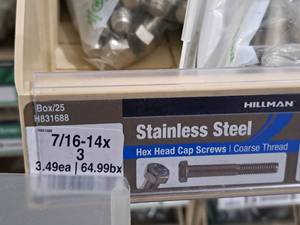 Box/25
H831688
HILLMAN
7/16-14x
3
3.49ea | 64.99bx
Stainless Steel
Hex Head Cap Screws | Coarse Thread